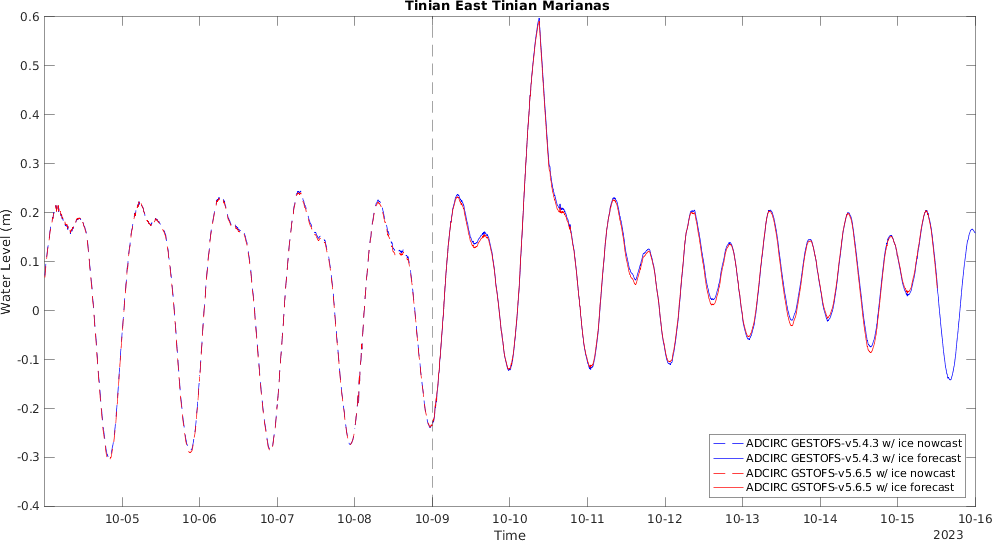 Tinian East Tinian Marianas
0.6
0.5
0.4
0.3
0.2
0.1
0
-0.1
-0.2
-0.3
-0.4
Water Level (m)
10-05 10-06 10-07 10-08 10-09 10-10 10-11 10-12 10-13 10-14 10-15 10-16
Time
2023
ADCIRC GESTOFS-v5.4.3 w/ ice nowcast
ADCIRC GESTOFS-v5.4.3 w/ ice forecast
ADCIRC GSTOFS-v5.6.5 w/ ice nowcast
ADCIRC GSTOFS-v5.6.5 w/ ice forecast